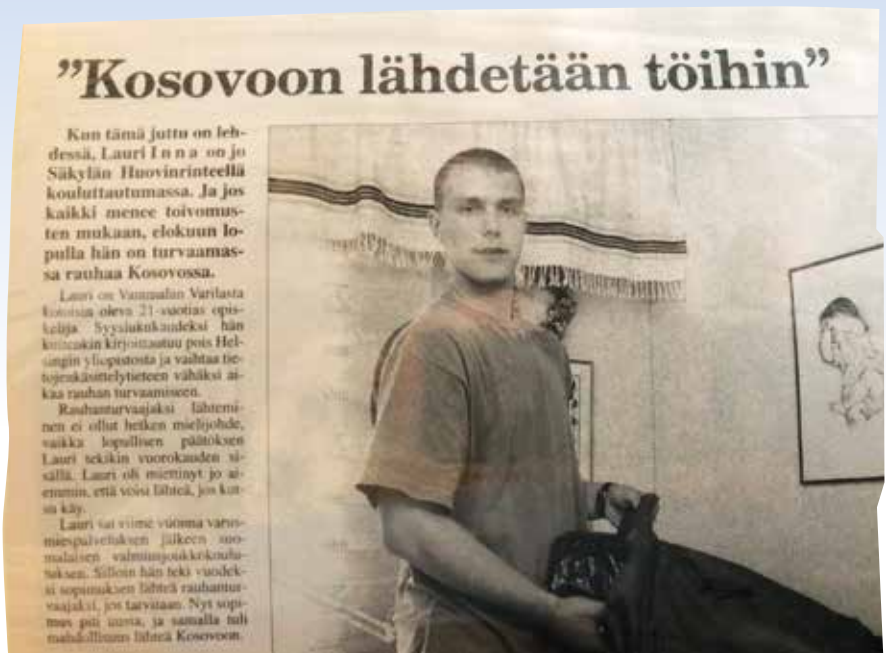 ”Kosovoon lähdetään töihin”
Kun tämä juttu on leh-
dessä, Lauri Inna on jo
Säkylän Huovinrinteellä
kouluttautumassa. Ja jos
kaikki menee toivomus-
ten mukaan, elokuun lo-
pulla hän on turvaamas-
sa rauhaa Kosovossa.
Lauri on Vammalan Varilasta
kotoisin oleva 21-vuotias opis-
kelija. Syyslukukaudeksi hän
kuitenkin kirjoittautuu pois Hel-
singin yliopistosta ja vaihtaa tie-
tojenkäsittelytieteen vähäksi ai-
kaa rauhan turvaamiseen.
Rauhanturvaajaksi lähtemi-
nen ei ollut hetken mielijohde,
vaikka lopullisen päätöksen
Lauri tekikin vuorokauden si-
sällä. Lauri oli miettinyt jo ai-
emmin, että voisi lähteä, jos kut-
su käy.
Lauri sai viime vuonna varus-
miespalveluksen jälkeen suo-
malaisen valmiusjoukkokoulu-
tuksen. Silloin hän teki vuodek-
si sopimuksen lähteä rauhantur-
vaajaksi, jos tarvitaan. Nyt sopi-
mus piti uusia, ja samalla tuli
mahdollisuus lähteä Kosovoon.